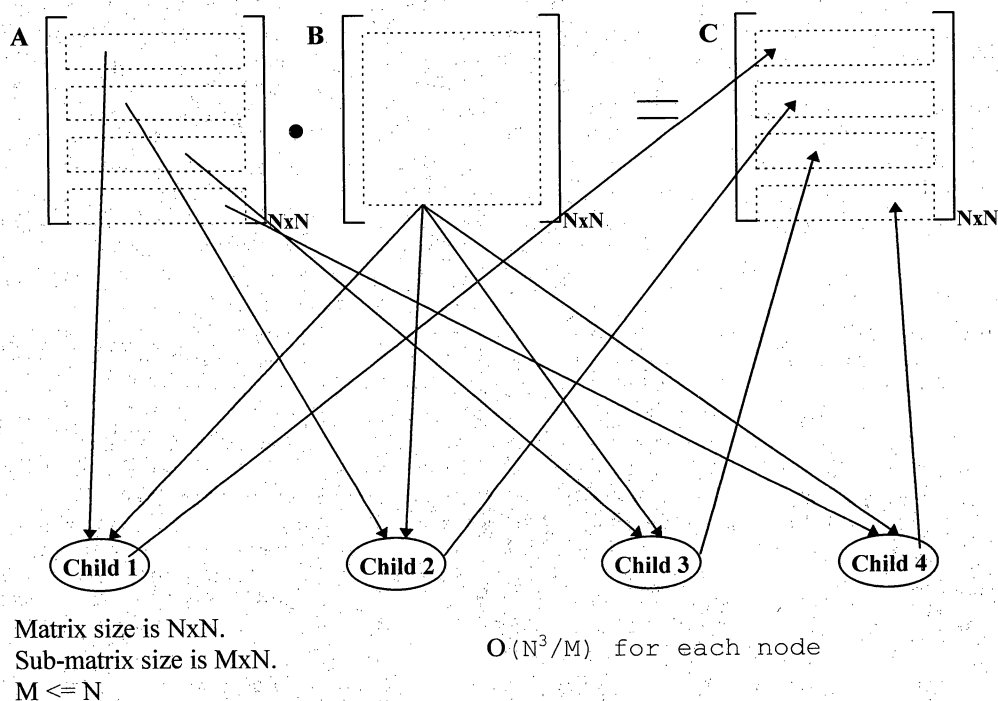 A
B
C
NxN
NxN
NxN
Child 1
Child 2
Child 3
Child 4
Matrix size is NxN.
Sub-matrix size is MxN.
M <= N
O(N³/M) for each node